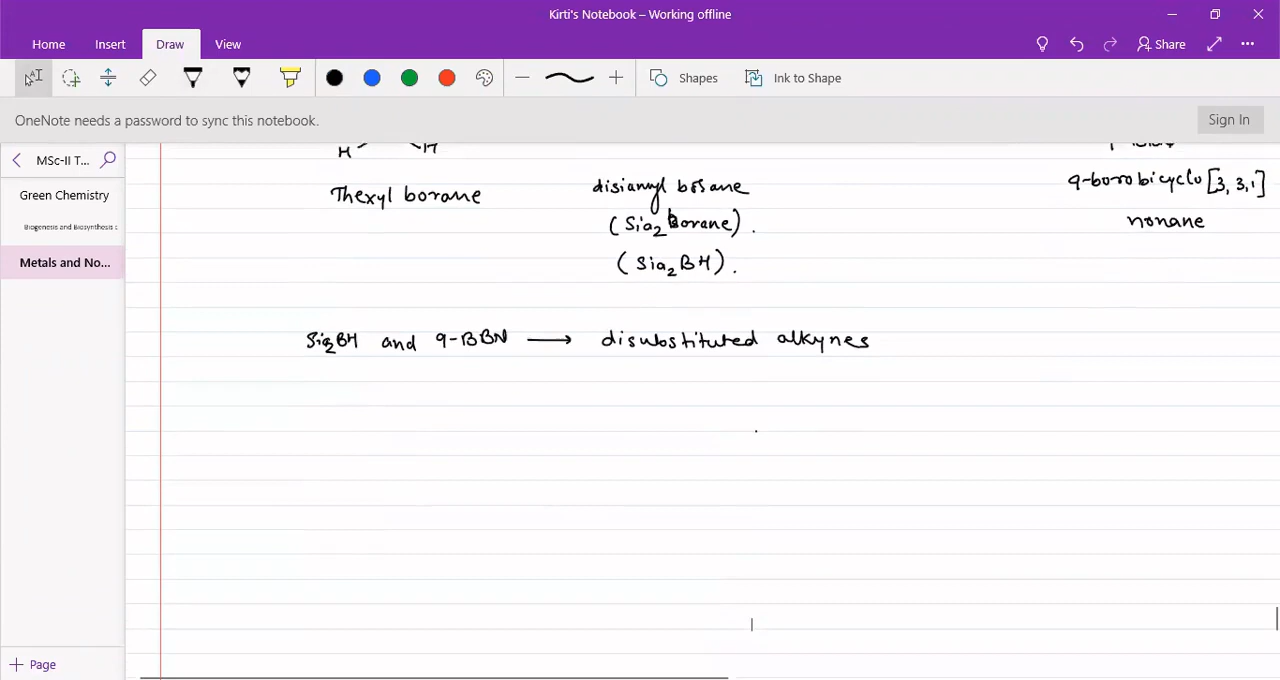 Kirti's Notebook – Working offline
Home Insert Draw View Share
Shapes Ink to Shape
OneNote needs a password to sync this notebook. Sign In
MSc-II T...
Green Chemistry
Biogenesis and Biosynthesis
Metals and No...
H H
Thexyl borane
disiamyl borane
(Sia2 Borane).
(Sia2BH).
9-borobicyclo [3,3,1]
nonane
Sia2BH and 9-BBN → disubstituted alkynes
+ Page